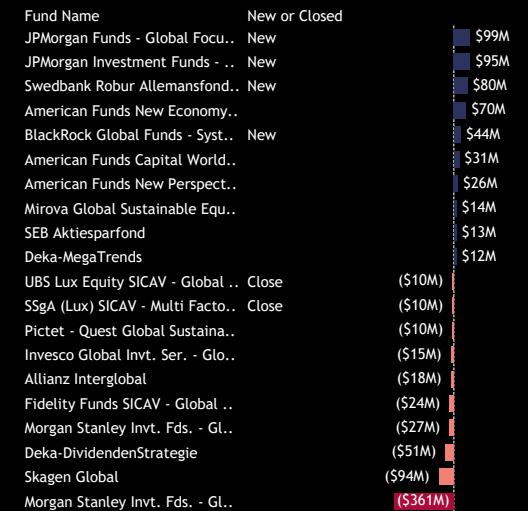 Fund Name New or Closed
JPMorgan Funds - Global Focu.. New $99M
JPMorgan Investment Funds - .. New $95M
Swedbank Robur Allemansfond.. New $80M
American Funds New Economy.. $70M
BlackRock Global Funds - Syst.. New $44M
American Funds Capital World.. $31M
American Funds New Perspect.. $26M
Mirova Global Sustainable Equ.. $14M
SEB Aktiesparfond $13M
Deka-MegaTrends $12M
UBS Lux Equity SICAV - Global .. Close ($10M)
SSgA (Lux) SICAV - Multi Facto.. Close ($10M)
Pictet - Quest Global Sustaina.. ($10M)
Invesco Global Invt. Ser. - Glo.. ($15M)
Allianz Interglobal ($18M)
Fidelity Funds SICAV - Global .. ($24M)
Morgan Stanley Invt. Fds. - Gl.. ($27M)
Deka-DividendenStrategie ($51M)
Skagen Global ($94M)
Morgan Stanley Invt. Fds. - Gl.. ($361M)